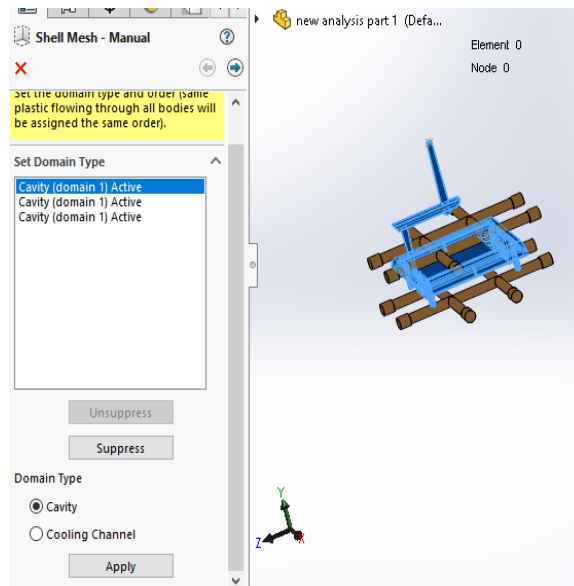 new analysis part 1 (Defa...
Shell Mesh - Manual
Element 0
Node 0
Set the domain type and order (same
plastic flowing through all bodies will
be assigned the same order).
Set Domain Type
Cavity (domain 1) Active
Cavity (domain 1) Active
Cavity (domain 1) Active
Unsuppress
Suppress
Domain Type
Cavity
Cooling Channel
Apply
Y
Z
X